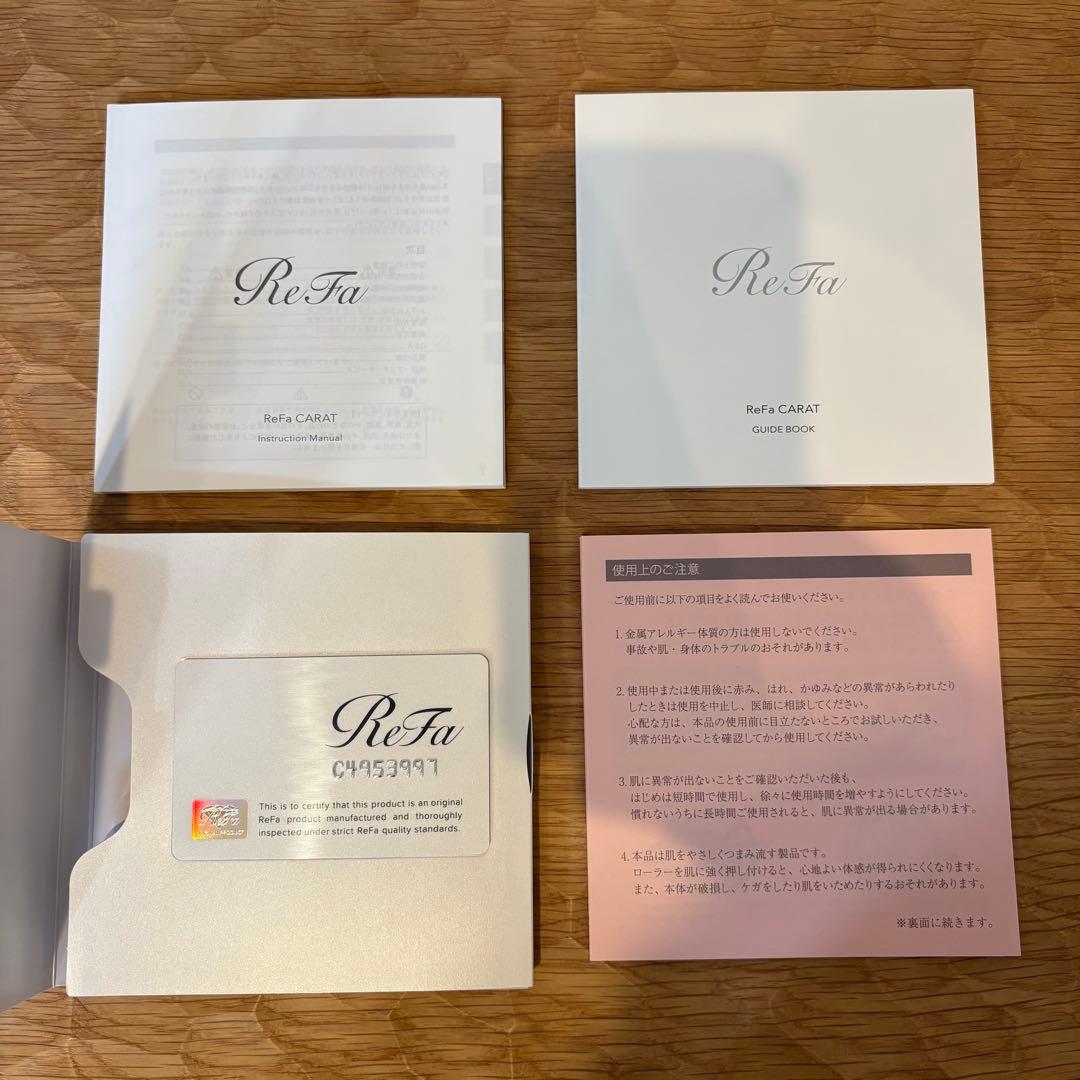 ReFa
ReFa CARAT
Instruction Manual
目次
ReFa
ReFa CARAT
GUIDE BOOK
ReFa
C4953997
ReFa
This is to certify that this product is an original
ReFa product manufactured and thoroughly
inspected under strict ReFa quality standards.
使用上のご注意
ご使用前に以下の項目をよく読んでお使いください。
1. 金属アレルギー体質の方は使用しないでください。
事故や肌・身体のトラブルのおそれがあります。
2. 使用中または使用後に赤み、はれ、かゆみなどの異常があらわれたり
したときは使用を中止し、医師に相談してください。
心配な方は、本品の使用前に目立たないところでお試しいただき、
異常が出ないことを確認してから使用してください。
3. 肌に異常が出ないことをご確認いただいた後も、
はじめは短時間で使用し、徐々に使用時間を増やすようにしてください。
慣れないうちに長時間ご使用されると、肌に異常が出る場合があります。
4. 本品は肌をやさしくつまみ流す製品です。
ローラーを肌に強く押し付けると、心地よい体感が得られにくくなります。
また、本体が破損し、ケガをしたり肌をいためたりするおそれがあります。
※裏面に続きます。